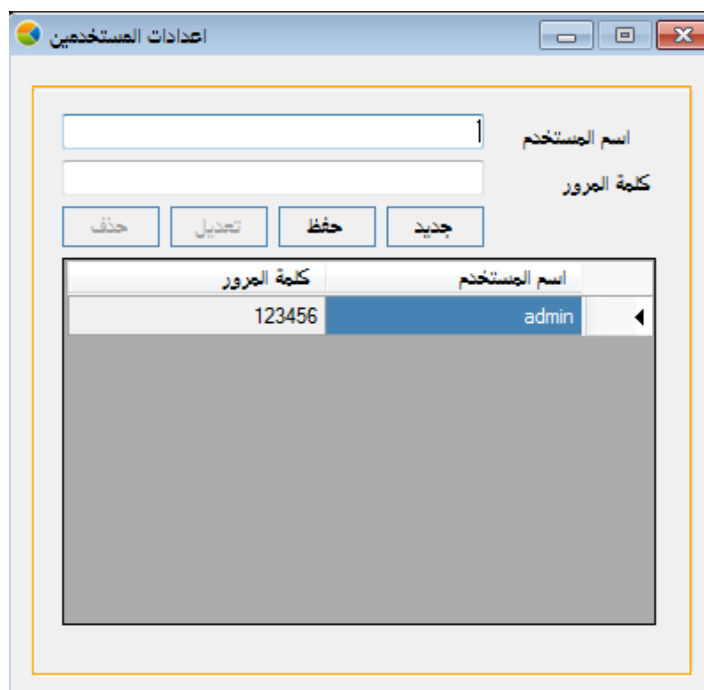 اعدادات المستخدمين
اسم المستخدم
كلمة المرور
جديد حفظ تعديل حذف
اسم المستخدم كلمة المرور
admin 123456